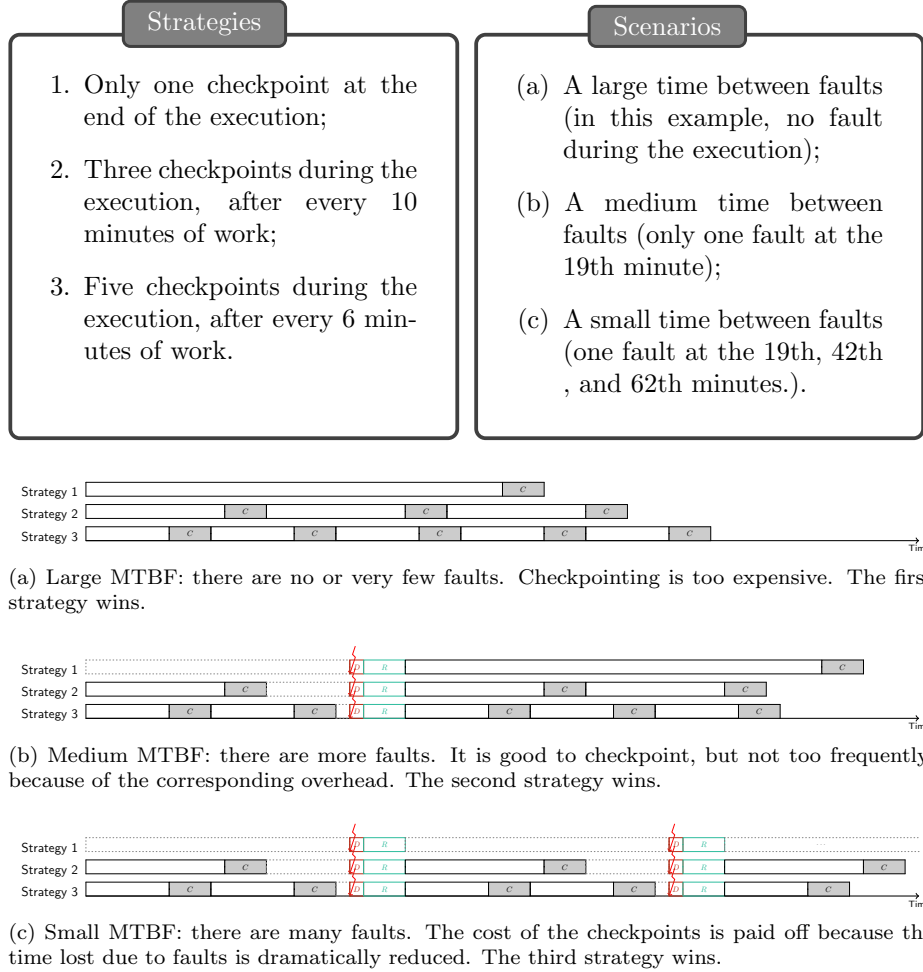 Strategies
1. Only one checkpoint at the
end of the execution;
2. Three checkpoints during the
execution, after every 10
minutes of work;
3. Five checkpoints during the
execution, after every 6 min-
utes of work.
Scenarios
(a) A large time between faults
(in this example, no fault
during the execution);
(b) A medium time between
faults (only one fault at the
19th minute);
(c) A small time between faults
(one fault at the 19th, 42th
, and 62th minutes.).
Strategy 1 C
Strategy 2 C C C
Strategy 3 C C C C C
Tim
(a) Large MTBF: there are no or very few faults. Checkpointing is too expensive. The firs
strategy wins.
Strategy 1 D R C
Strategy 2 C D R C C
Strategy 3 C C D R C C C
Tim
(b) Medium MTBF: there are more faults. It is good to checkpoint, but not too frequently
because of the corresponding overhead. The second strategy wins.
Strategy 1 D R D R ...
Strategy 2 C D R C D R C
Strategy 3 C C D R C C D R C
Tim
(c) Small MTBF: there are many faults. The cost of the checkpoints is paid off because th
time lost due to faults is dramatically reduced. The third strategy wins.